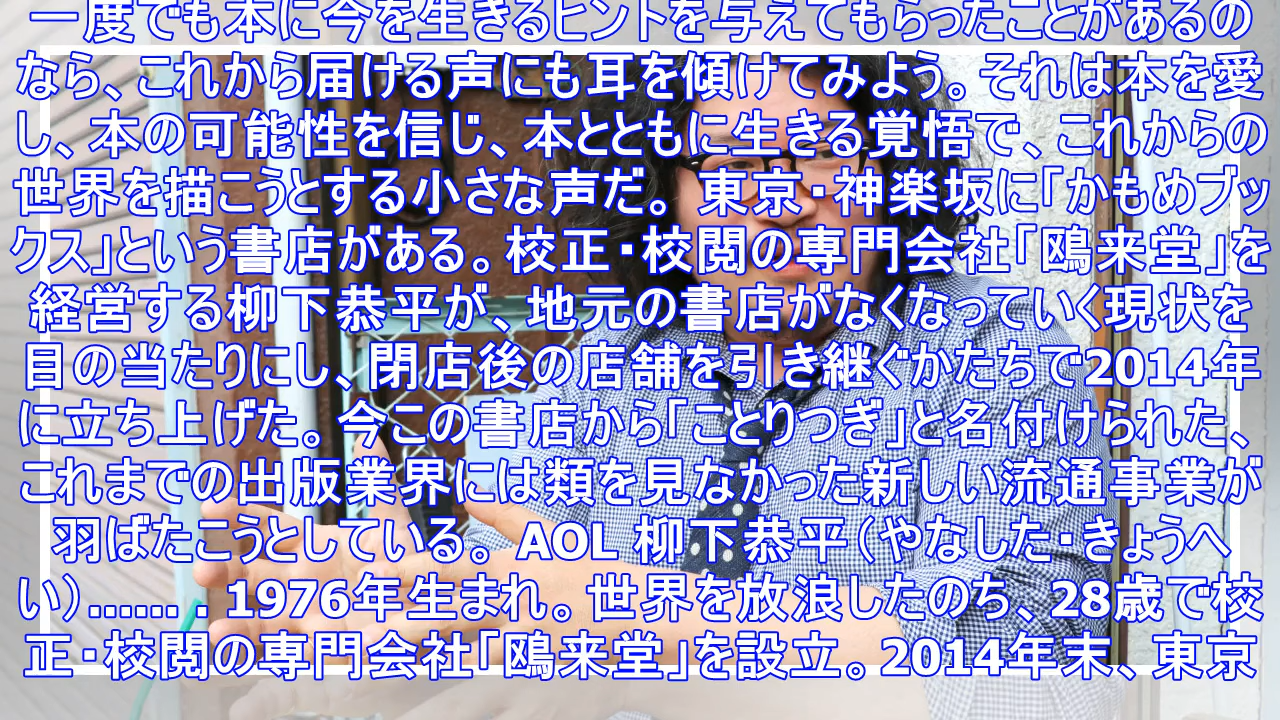 一度でも本に今を生きるヒントを与えてもらったことがあるの
なら、これから届ける声にも耳を傾けてみよう。それは本を愛
し、本の可能性を信じ、本とともに生きる覚悟で、これからの
世界を描こうとする小さな声だ。 東京・神楽坂に「かもめブッ
クス」という書店がある。校正・校閲の専門会社「鴎来堂」を
経営する柳下恭平が、地元の書店がなくなっていく現状を
目の当たりにし、閉店後の店舗を引き継ぐかたちで2014年
に立ち上げた。今この書店から「ことりつぎ」と名付けられた、
これまでの出版業界には類を見なかった新しい流通事業が
羽ばたこうとしている。 AOL 柳下恭平（やなした・きょうへ
い）…… . 1976年生まれ。世界を放浪したのち、28歳で校
正・校閲の専門会社「鴎来堂」を設立。2014年末、東京